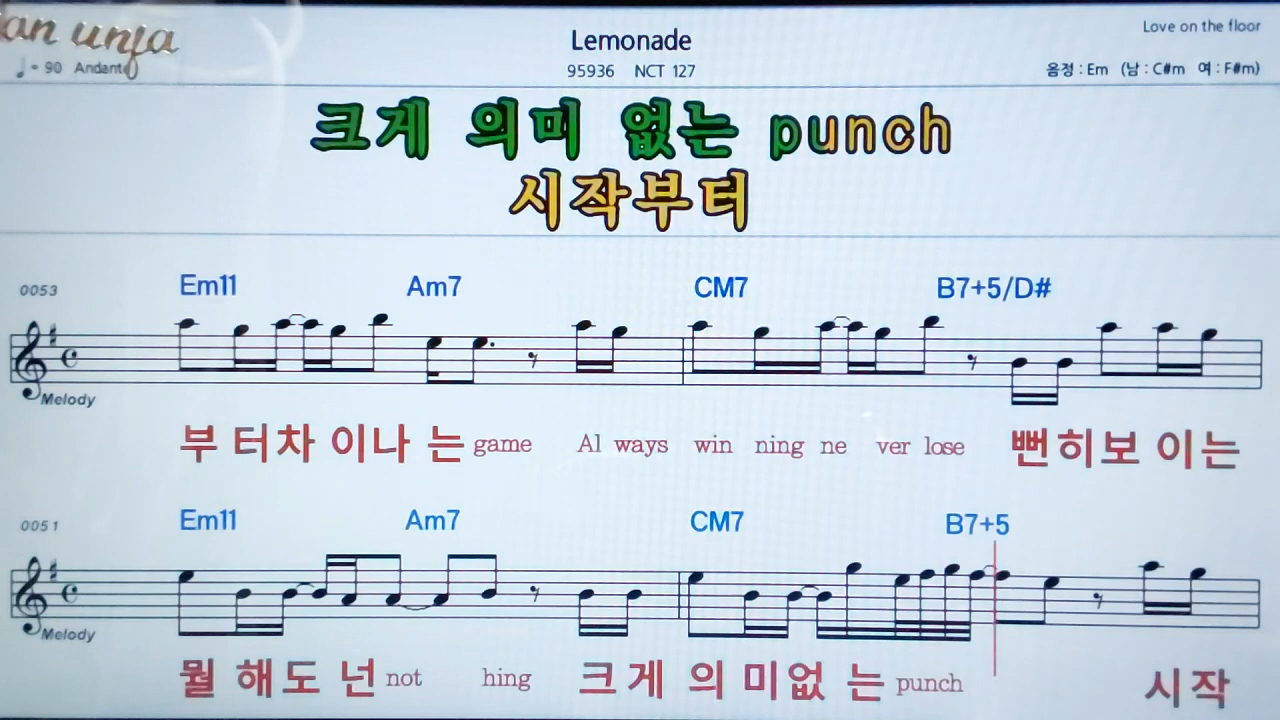 Lemonade
Love on the floor
♩= 90 Andante
95936 NCT 127
음정 : Em (남 : C#m 여 : F#m)
크게 의미 없는 punch
시작부터
0053 Em11 Am7 CM7 B7+5/D#
Melody
부 터차 이나 는 game Al ways win ning ne ver lose 뻔히보 이는
0051 Em11 Am7 CM7 B7+5
Melody
뭘 해도 넌 not hing 크게 의 미없 는 punch 시작